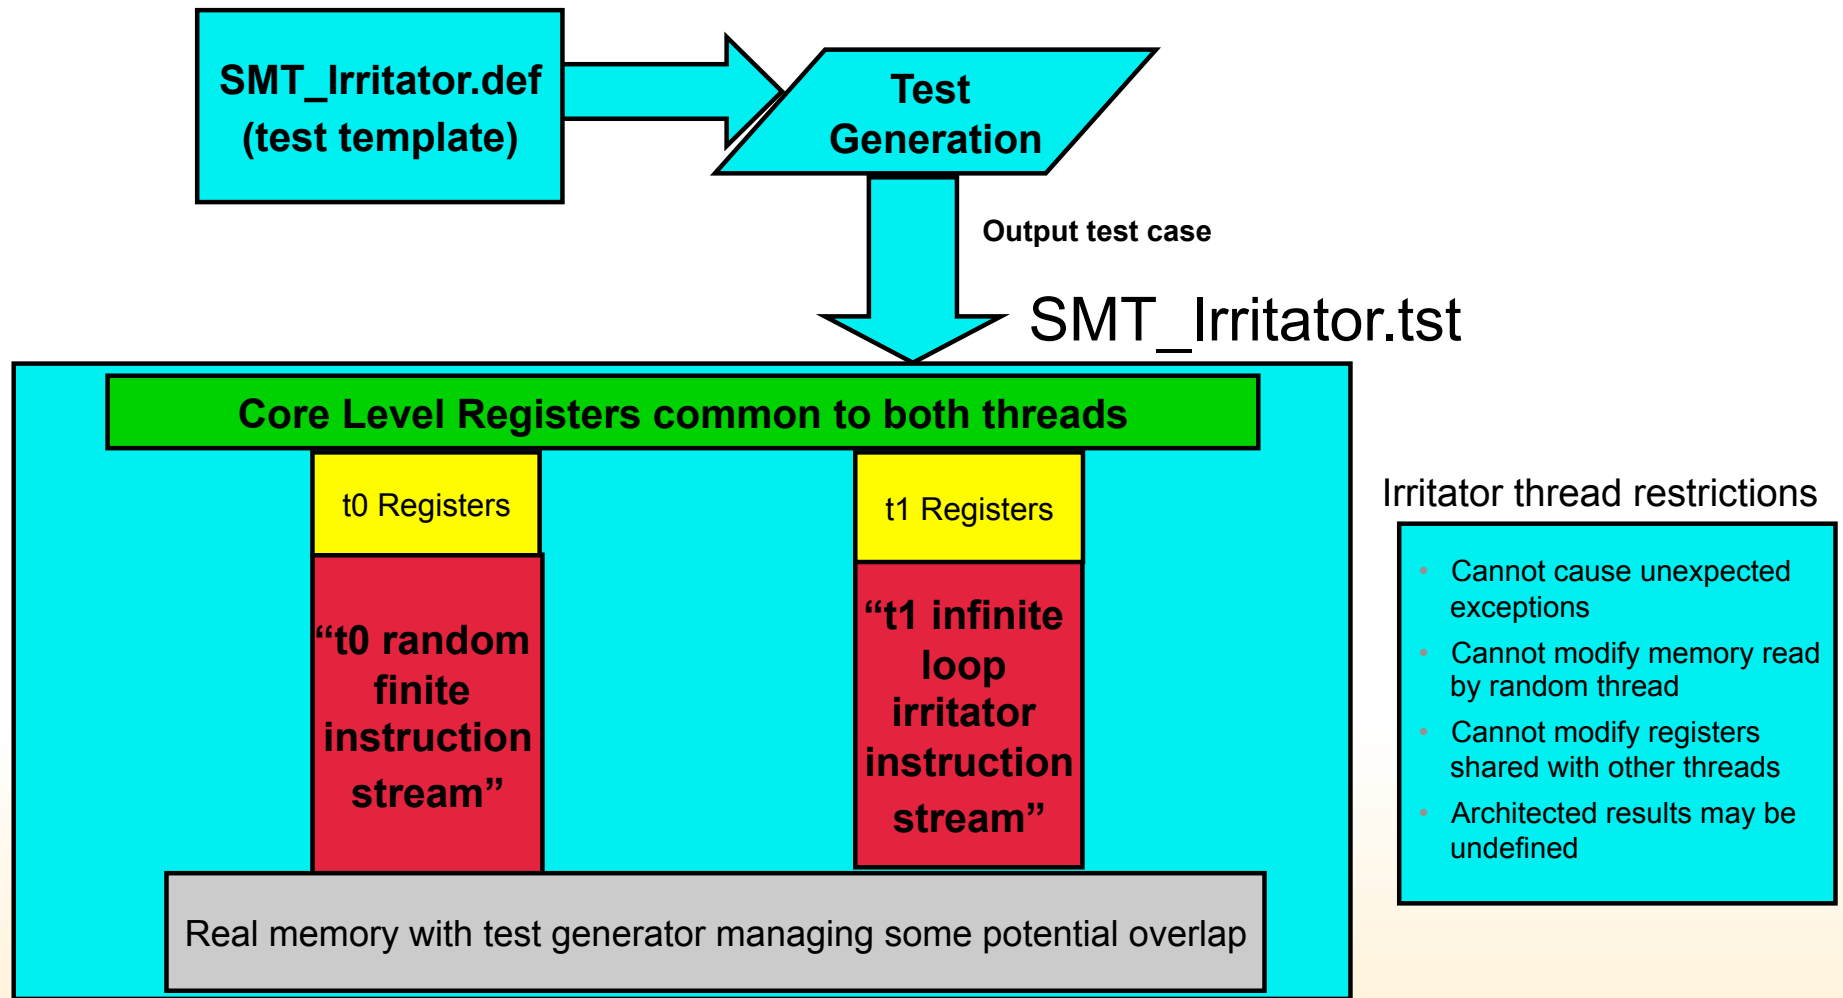 SMT_Irritator.def
(test template)
Test
Generation
Output test case
SMT_Irritator.tst
Core Level Registers common to both threads
t0 Registers
t1 Registers
“t0 random
finite
instruction
stream”
“t1 infinite
loop
irritator
instruction
stream”
Real memory with test generator managing some potential overlap
Irritator thread restrictions
• Cannot cause unexpected
exceptions
• Cannot modify memory read
by random thread
• Cannot modify registers
shared with other threads
• Architected results may be
undefined